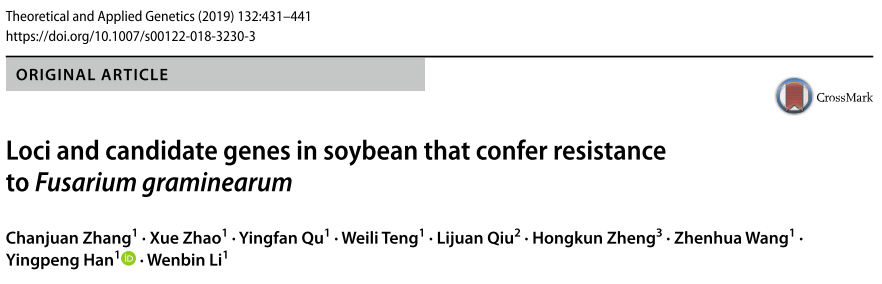 Theoretical and Applied Genetics (2019) 132:431–441
https://doi.org/10.1007/s00122-018-3230-3
ORIGINAL ARTICLE
CrossMark
Loci and candidate genes in soybean that confer resistance
to Fusarium graminearum
Chanjuan Zhang1 · Xue Zhao1 · Yingfan Qu1 · Weili Teng1 · Lijuan Qiu2 · Hongkun Zheng3 · Zhenhua Wang1 ·
Yingpeng Han1 iD · Wenbin Li1